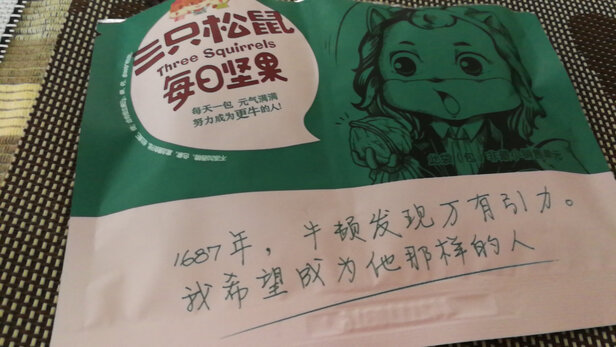 三只松鼠
Three Squirrels
每日坚果
每天一包 元气满满
努力成为更牛的人!
1687年，牛顿发现万有引力。
我希望成为他那样的人